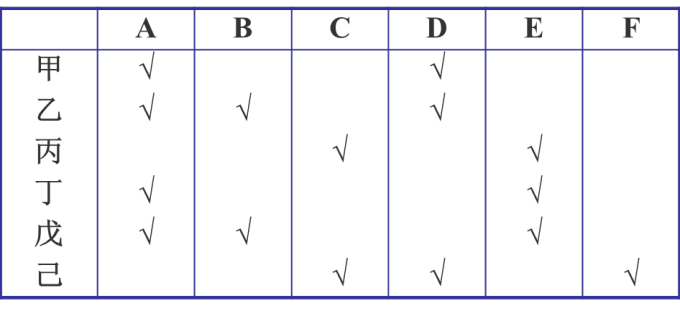 A B C D E F
甲 √ √
乙 √ √ √
丙 √ √
丁 √ √
戊 √ √ √
己 √ √ √